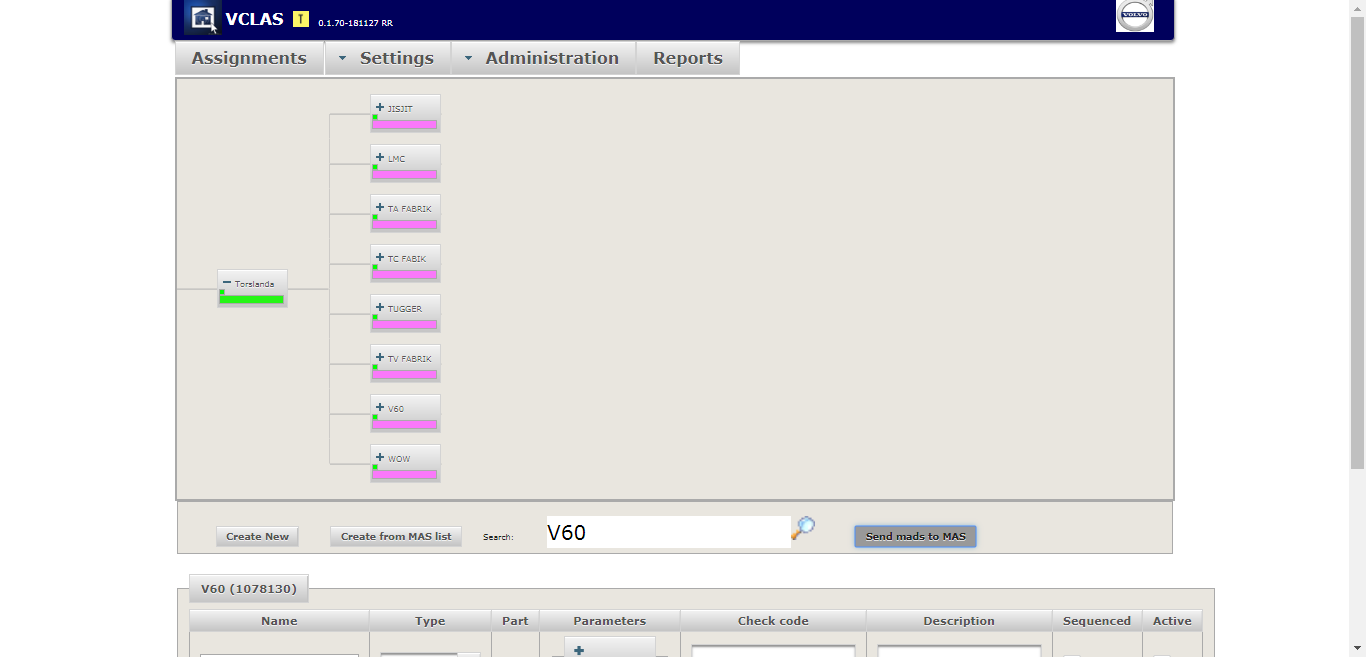 VCLAS T 0.1.70-181127 RR
VOLVO
Assignments Settings Administration Reports
JISJIT
LMC
TA FABRIK
TC FABIK
Torslanda
TUGGER
TV FABRIK
V60
WOW
Create New Create from MAS list Search: V60 Send mads to MAS
V60 (1078130)
Name Type Part Parameters Check code Description Sequenced Active